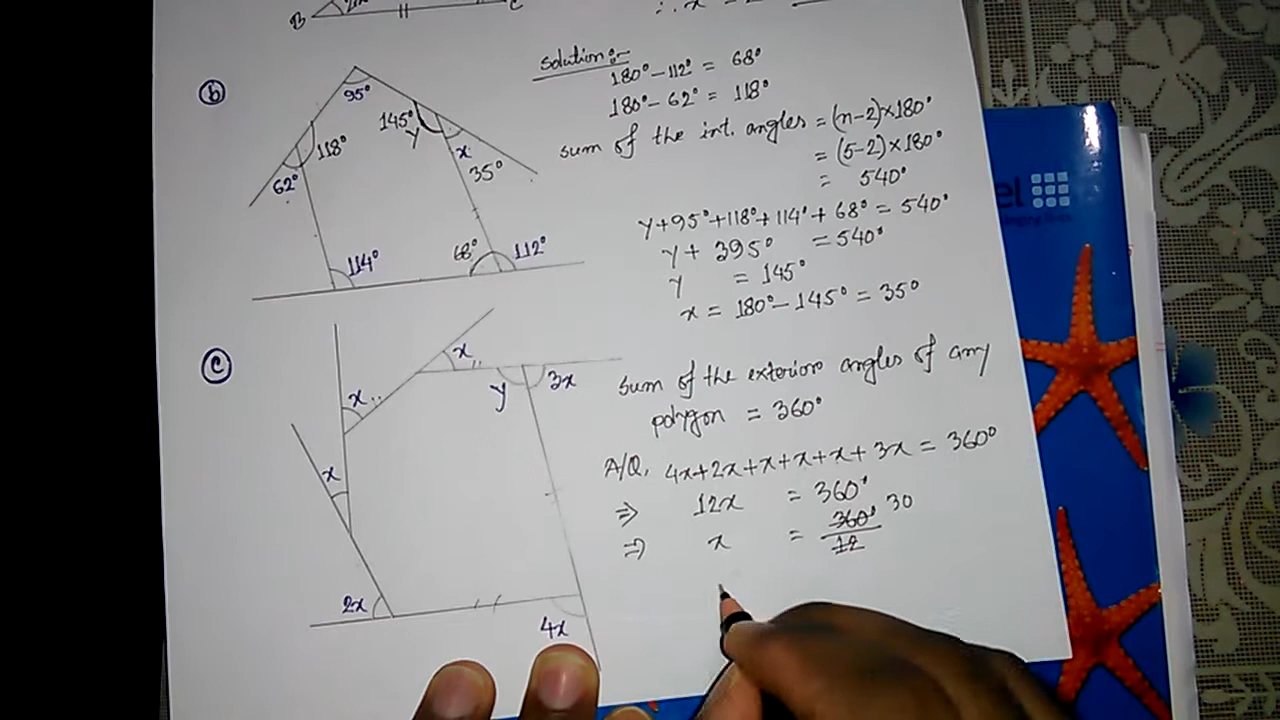 B
C
∴ x =
Solution:-
180° - 112° = 68°
180° - 62° = 118°
sum of the int. angles = (n-2)×180°
= (5-2)×180°
= 540°
y+95°+118°+114°+68° = 540°
y + 395° = 540°
y = 145°
x = 180° - 145° = 35°
b
95°
145°
y
118°
x
35°
62°
68°
112°
114°
c
x
x
y
3x
x
2x
4x
Sum of the exterior angles of any
polygon = 360°
A/Q, 4x+2x+x+x+x+3x = 360°
⇒ 12x = 360°
⇒ x = 360°/12 30
el